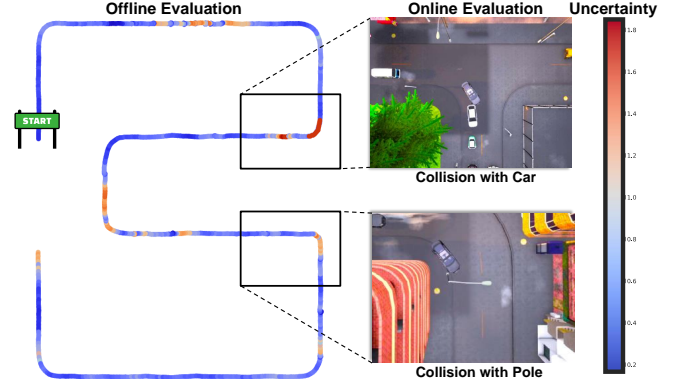 Offline Evaluation
Online Evaluation
Uncertainty
START
Collision with Car
Collision with Pole
1.8
1.6
1.4
1.2
1.0
0.8
0.6
0.4
0.2